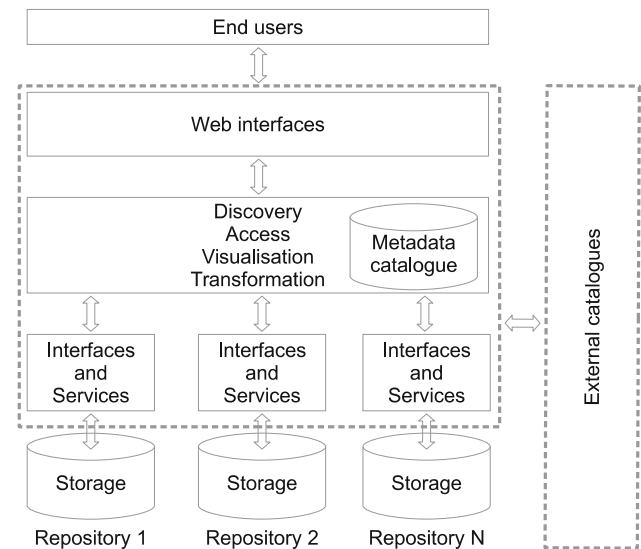 End users
Web interfaces
Discovery
Access
Visualisation
Transformation
Metadata
catalogue
Interfaces
and
Services
Interfaces
and
Services
Interfaces
and
Services
Storage
Storage
Storage
Repository 1
Repository 2
Repository N
External catalogues